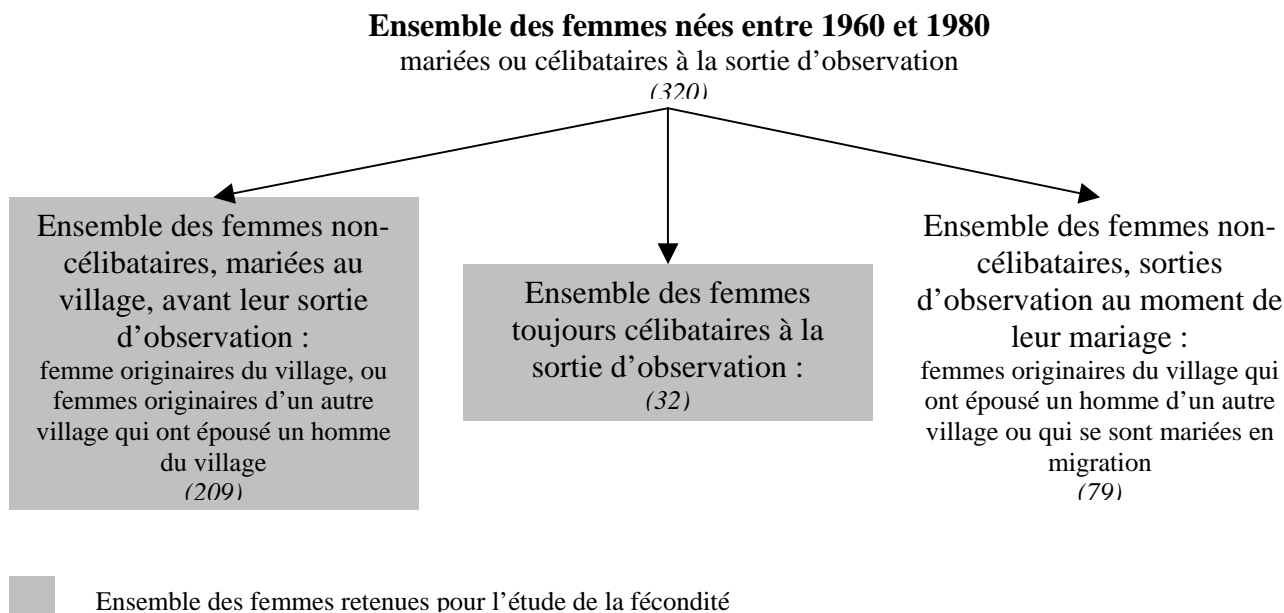 Ensemble des femmes nées entre 1960 et 1980
mariées ou célibataires à la sortie d’observation
(320)
Ensemble des femmes non-
célibataires, mariées au
village, avant leur sortie
d’observation :
femme originaires du village, ou
femmes originaires d’un autre
village qui ont épousé un homme
du village
(209)
Ensemble des femmes
toujours célibataires à la
sortie d’observation :
(32)
Ensemble des femmes non-
célibataires, sorties
d’observation au moment de
leur mariage :
femmes originaires du village qui
ont épousé un homme d’un autre
village ou qui se sont mariées en
migration
(79)
Ensemble des femmes retenues pour l’étude de la fécondité